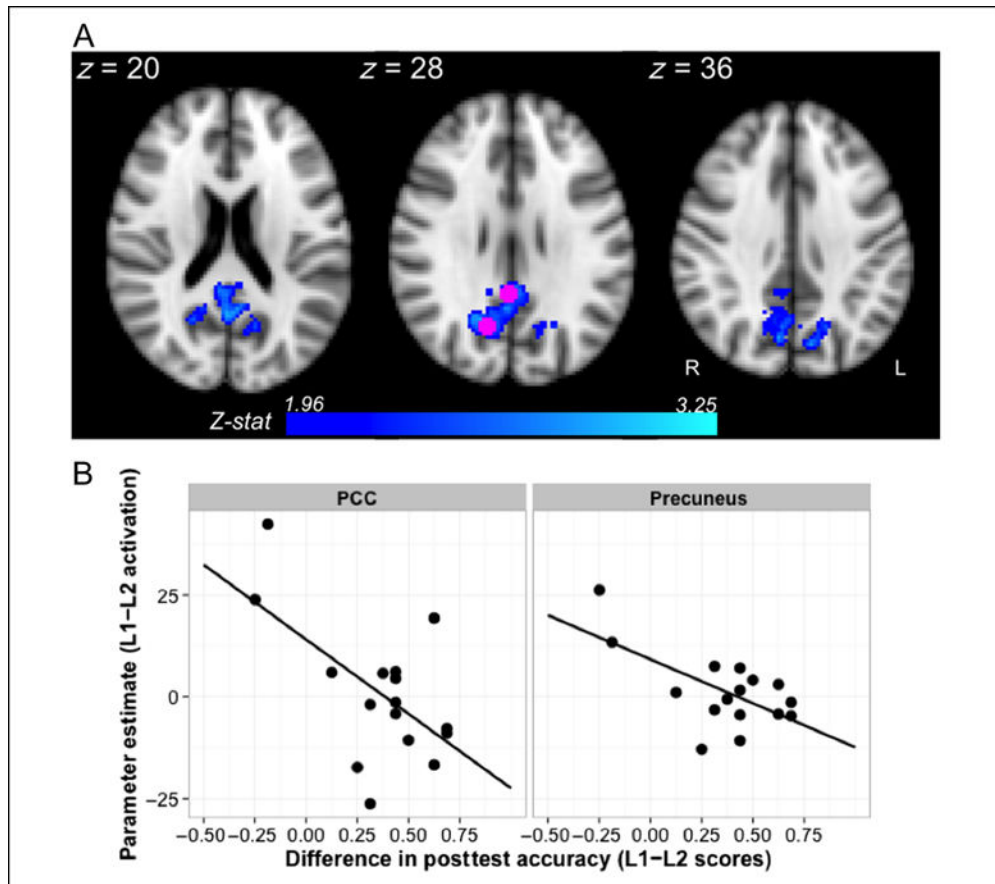 A
z = 20
z = 28
z = 36
R
L
Z-stat
1.96
3.25
B
Parameter estimate (L1−L2 activation)
PCC
Precuneus
25
0
−25
−0.50 −0.25 0.00 0.25 0.50 0.75
−0.50 −0.25 0.00 0.25 0.50 0.75
Difference in posttest accuracy (L1−L2 scores)